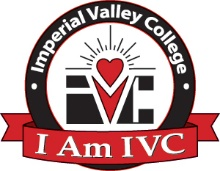 • Imperial Valley College •
IVC
I Am IVC